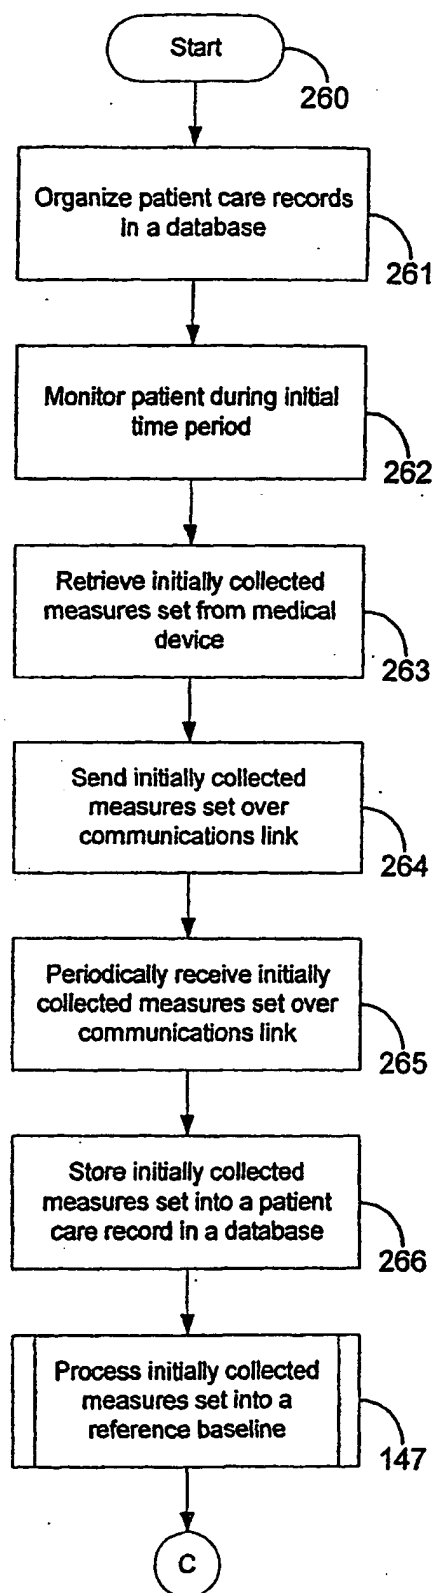 Start
260
Organize patient care records
in a database
261
Monitor patient during initial
time period
262
Retrieve initially collected
measures set from medical
device
263
Send initially collected
measures set over
communications link
264
Periodically receive initially
collected measures set over
communications link
265
Store initially collected
measures set into a patient
care record in a database
266
Process initially collected
measures set into a
reference baseline
147
C